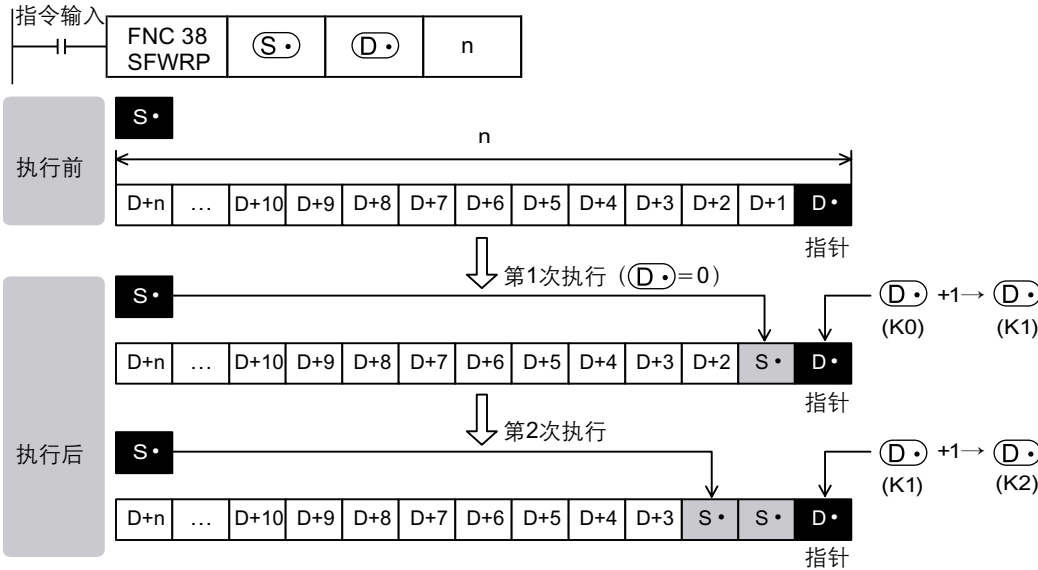 指令输入
FNC 38
SFWRP
S・ D・ n
执行前
S・
n
D+n … D+10 D+9 D+8 D+7 D+6 D+5 D+4 D+3 D+2 D+1 D・
指针
第1次执行（D・=0）
S・
D・ +1→ D・
(K0) (K1)
D+n … D+10 D+9 D+8 D+7 D+6 D+5 D+4 D+3 D+2 S・ D・
指针
执行后
第2次执行
S・
D・ +1→ D・
(K1) (K2)
D+n … D+10 D+9 D+8 D+7 D+6 D+5 D+4 D+3 S・ S・ D・
指针